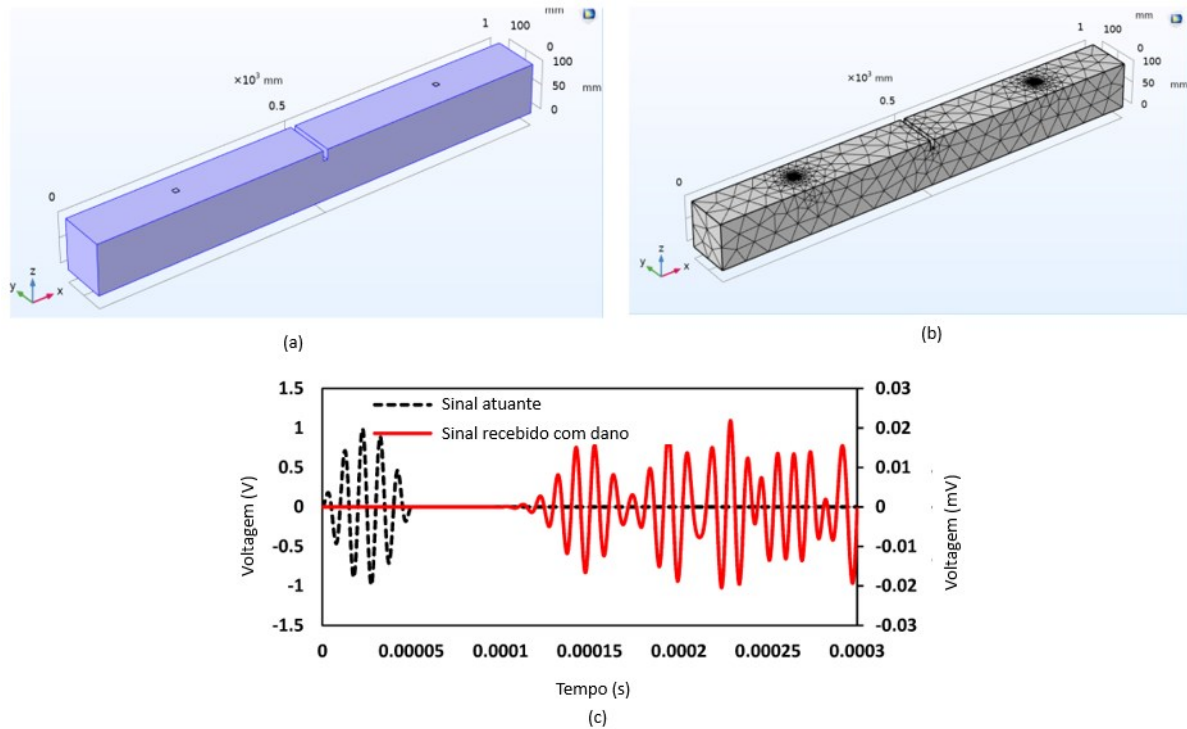 mm
1
100
0
100
50
mm
0
×10³ mm
0.5
0
y
z
x
(a)
mm
1
100
0
100
50
mm
0
×10³ mm
0.5
0
y
z
x
(b)
1.5
1
0.5
0
-0.5
-1
-1.5
Voltagem (V)
Sinal atuante
Sinal recebido com dano
0.03
0.02
0.01
0
-0.01
-0.02
-0.03
Voltagem (mV)
0 0.00005 0.0001 0.00015 0.0002 0.00025 0.0003
Tempo (s)
(c)